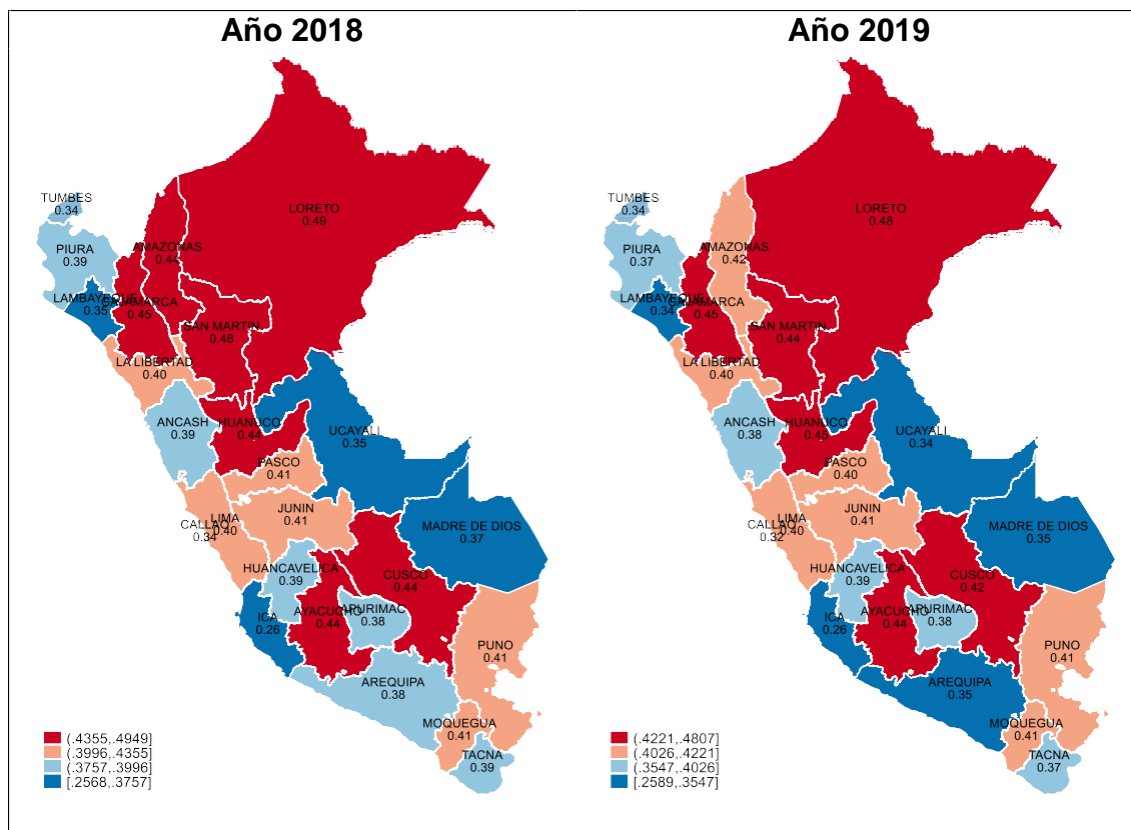 Año 2018
LORETO
0.49
TUMBES
0.34
AMAZONAS
0.44
PIURA
0.39
LAMBAYEQUE
0.35
CAJAMARCA
0.45
SAN MARTIN
0.48
LA LIBERTAD
0.40
ANCASH
0.39
HUANUCO
0.44
UCAYALI
0.35
PASCO
0.41
JUNIN
0.41
LIMA
0.40
CALLAO
0.34
MADRE DE DIOS
0.37
HUANCAVELICA
0.39
CUSCO
0.44
AYACUCHO
0.44
APURIMAC
0.38
ICA
0.26
PUNO
0.41
AREQUIPA
0.38
MOQUEGUA
0.41
TACNA
0.39
(.4355,.4949]
(.3996,.4355]
(.3757,.3996]
[.2568,.3757]
Año 2019
LORETO
0.48
TUMBES
0.34
AMAZONAS
0.42
PIURA
0.37
LAMBAYEQUE
0.34
CAJAMARCA
0.45
SAN MARTIN
0.44
LA LIBERTAD
0.40
ANCASH
0.38
HUANUCO
0.45
UCAYALI
0.34
PASCO
0.40
JUNIN
0.41
LIMA
0.40
CALLAO
0.32
MADRE DE DIOS
0.35
HUANCAVELICA
0.39
CUSCO
0.42
AYACUCHO
0.44
APURIMAC
0.38
ICA
0.26
PUNO
0.41
AREQUIPA
0.35
MOQUEGUA
0.41
TACNA
0.37
(.4221,.4807]
(.4026,.4221]
(.3547,.4026]
[.2589,.3547]